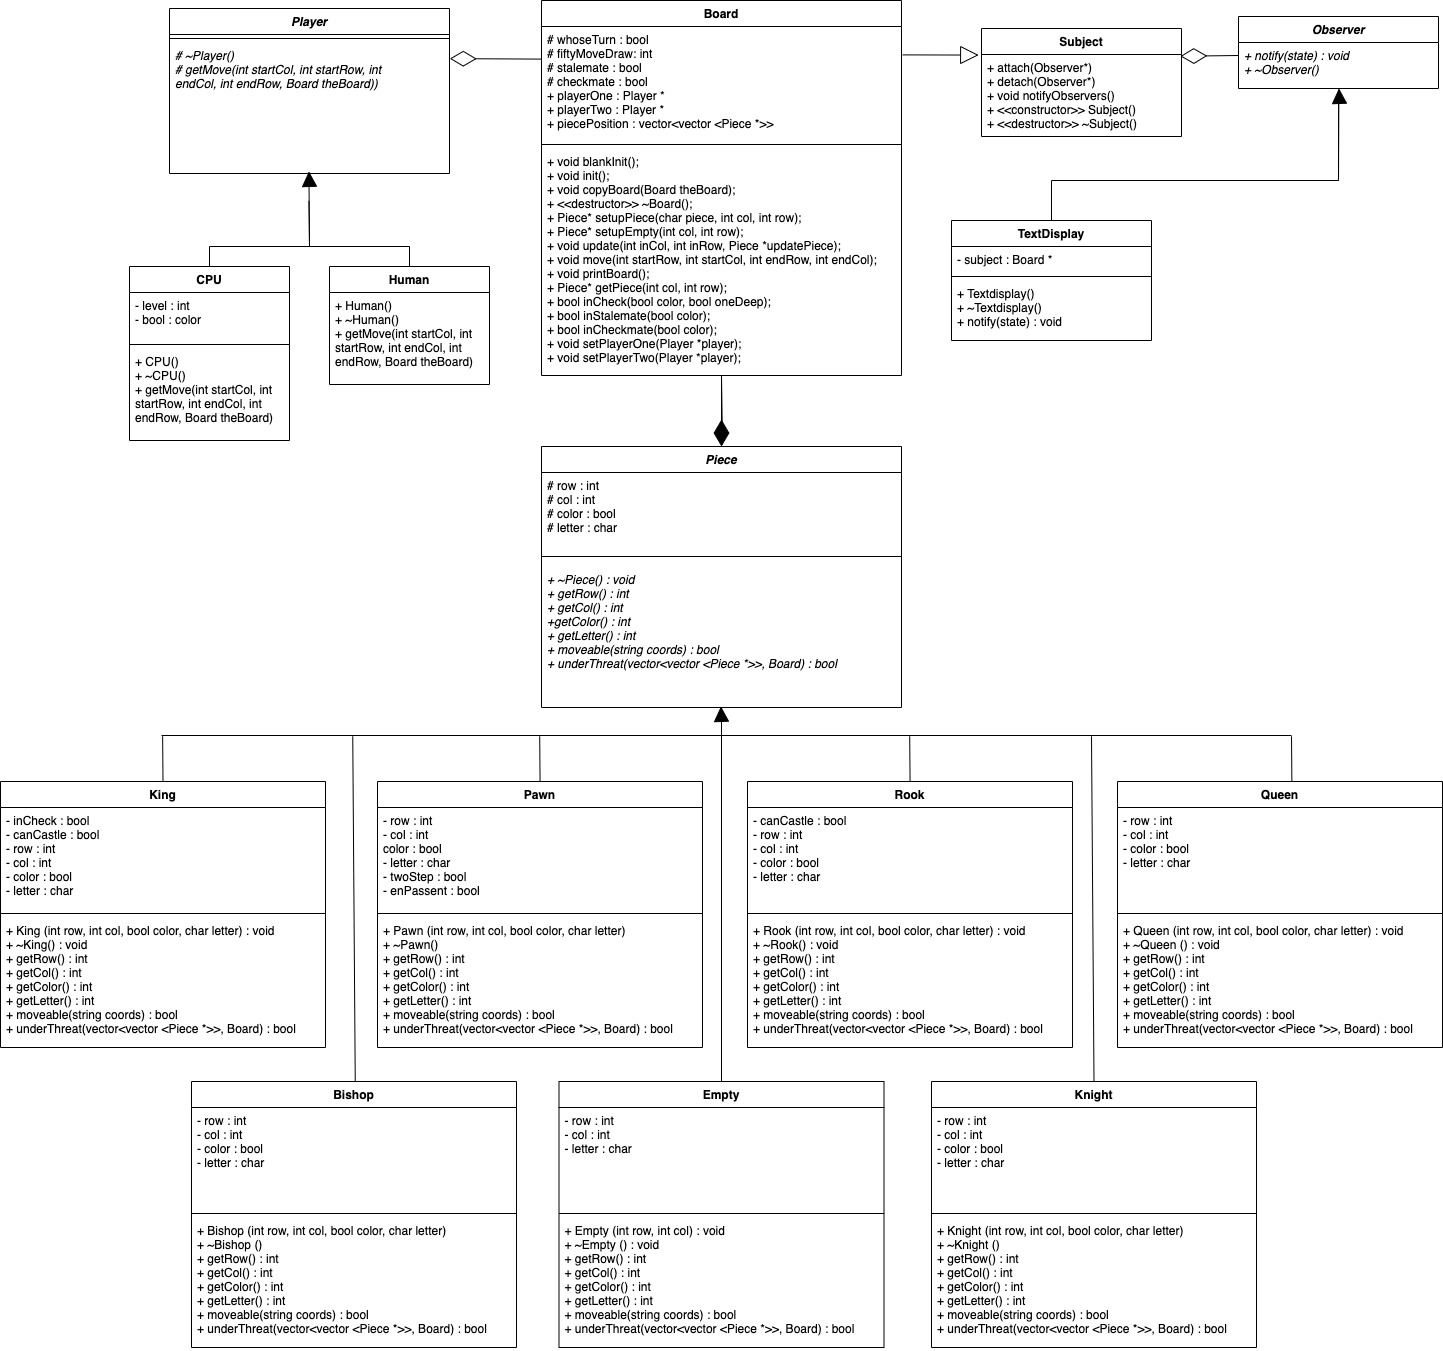 Player
# ~Player()
# getMove(int startCol, int startRow, int
endCol, int endRow, Board theBoard))
Board
# whoseTurn : bool
# fiftyMoveDraw: int
# stalemate : bool
# checkmate : bool
+ playerOne : Player *
+ playerTwo : Player *
+ piecePosition : vector<vector <Piece *>>
+ void blankInit();
+ void init();
+ void copyBoard(Board theBoard);
+ <<destructor>> ~Board();
+ Piece* setupPiece(char piece, int col, int row);
+ Piece* setupEmpty(int col, int row);
+ void update(int inCol, int inRow, Piece *updatePiece);
+ void move(int startRow, int startCol, int endRow, int endCol);
+ void printBoard();
+ Piece* getPiece(int col, int row);
+ bool inCheck(bool color, bool oneDeep);
+ bool inStalemate(bool color);
+ bool inCheckmate(bool color);
+ void setPlayerOne(Player *player);
+ void setPlayerTwo(Player *player);
Subject
+ attach(Observer*)
+ detach(Observer*)
+ void notifyObservers()
+ <<constructor>> Subject()
+ <<destructor>> ~Subject()
Observer
+ notify(state) : void
+ ~Observer()
TextDisplay
- subject : Board *
+ Textdisplay()
+ ~Textdisplay()
+ notify(state) : void
CPU
- level : int
- bool : color
+ CPU()
+ ~CPU()
+ getMove(int startCol, int
startRow, int endCol, int
endRow, Board theBoard)
Human
+ Human()
+ ~Human()
+ getMove(int startCol, int
startRow, int endCol, int
endRow, Board theBoard)
Piece
# row : int
# col : int
# color : bool
# letter : char
+ ~Piece() : void
+ getRow() : int
+ getCol() : int
+getColor() : int
+ getLetter() : int
+ moveable(string coords) : bool
+ underThreat(vector<vector <Piece *>>, Board) : bool
King
- inCheck : bool
- canCastle : bool
- row : int
- col : int
- color : bool
- letter : char
+ King (int row, int col, bool color, char letter) : void
+ ~King() : void
+ getRow() : int
+ getCol() : int
+ getColor() : int
+ getLetter() : int
+ moveable(string coords) : bool
+ underThreat(vector<vector <Piece *>>, Board) : bool
Pawn
- row : int
- col : int
color : bool
- letter : char
- twoStep : bool
- enPassent : bool
+ Pawn (int row, int col, bool color, char letter)
+ ~Pawn()
+ getRow() : int
+ getCol() : int
+ getColor() : int
+ getLetter() : int
+ moveable(string coords) : bool
+ underThreat(vector<vector <Piece *>>, Board) : bool
Rook
- canCastle : bool
- row : int
- col : int
- color : bool
- letter : char
+ Rook (int row, int col, bool color, char letter) : void
+ ~Rook() : void
+ getRow() : int
+ getCol() : int
+ getColor() : int
+ getLetter() : int
+ moveable(string coords) : bool
+ underThreat(vector<vector <Piece *>>, Board) : bool
Queen
- row : int
- col : int
- color : bool
- letter : char
+ Queen (int row, int col, bool color, char letter) : void
+ ~Queen () : void
+ getRow() : int
+ getCol() : int
+ getColor() : int
+ getLetter() : int
+ moveable(string coords) : bool
+ underThreat(vector<vector <Piece *>>, Board) : bool
Bishop
- row : int
- col : int
- color : bool
- letter : char
+ Bishop (int row, int col, bool color, char letter)
+ ~Bishop ()
+ getRow() : int
+ getCol() : int
+ getColor() : int
+ getLetter() : int
+ moveable(string coords) : bool
+ underThreat(vector<vector <Piece *>>, Board) : bool
Empty
- row : int
- col : int
- letter : char
+ Empty (int row, int col) : void
+ ~Empty () : void
+ getRow() : int
+ getCol() : int
+ getColor() : int
+ getLetter() : int
+ moveable(string coords) : bool
+ underThreat(vector<vector <Piece *>>, Board) : bool
Knight
- row : int
- col : int
- color : bool
- letter : char
+ Knight (int row, int col, bool color, char letter)
+ ~Knight ()
+ getRow() : int
+ getCol() : int
+ getColor() : int
+ getLetter() : int
+ moveable(string coords) : bool
+ underThreat(vector<vector <Piece *>>, Board) : bool